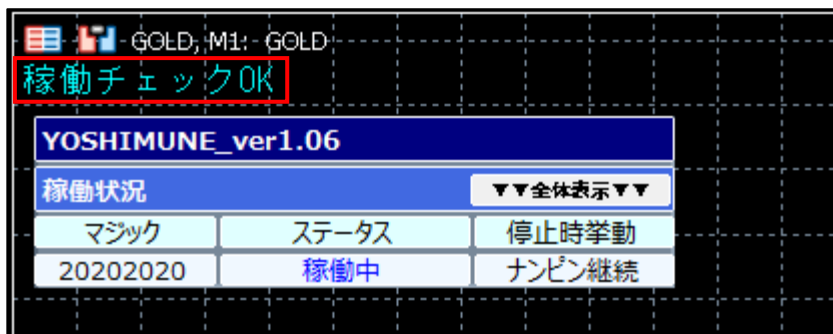 GOLD, M1: GOLD
稼働チェックOK
YOSHIMUNE_ver1.06
稼働状況 ▼▼全体表示▼▼
マジック ステータス 停止時挙動
20202020 稼働中 ナンピン継続